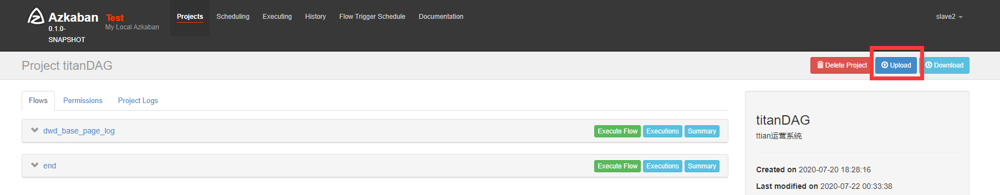 Azkaban
0.1.0-
SNAPSHOT
Test
My Local Azkaban
Projects
Scheduling
Executing
History
Flow Trigger Schedule
Documentation
slave2
Project titanDAG
Delete Project
Upload
Download
Flows
Permissions
Project Logs
dwd_base_page_log
Execute Flow
Executions
Summary
end
Execute Flow
Executions
Summary
titanDAG
ttian运营系统
Created on 2020-07-20 18:28:16
Last modified on 2020-07-22 00:33:38